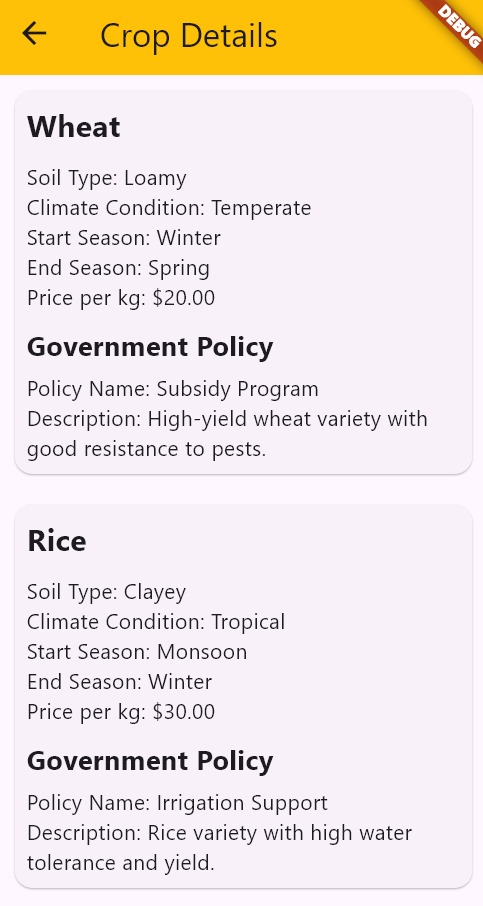 Crop Details
DEBUG
Wheat
Soil Type: Loamy
Climate Condition: Temperate
Start Season: Winter
End Season: Spring
Price per kg: $20.00
Government Policy
Policy Name: Subsidy Program
Description: High-yield wheat variety with
good resistance to pests.
Rice
Soil Type: Clayey
Climate Condition: Tropical
Start Season: Monsoon
End Season: Winter
Price per kg: $30.00
Government Policy
Policy Name: Irrigation Support
Description: Rice variety with high water
tolerance and yield.